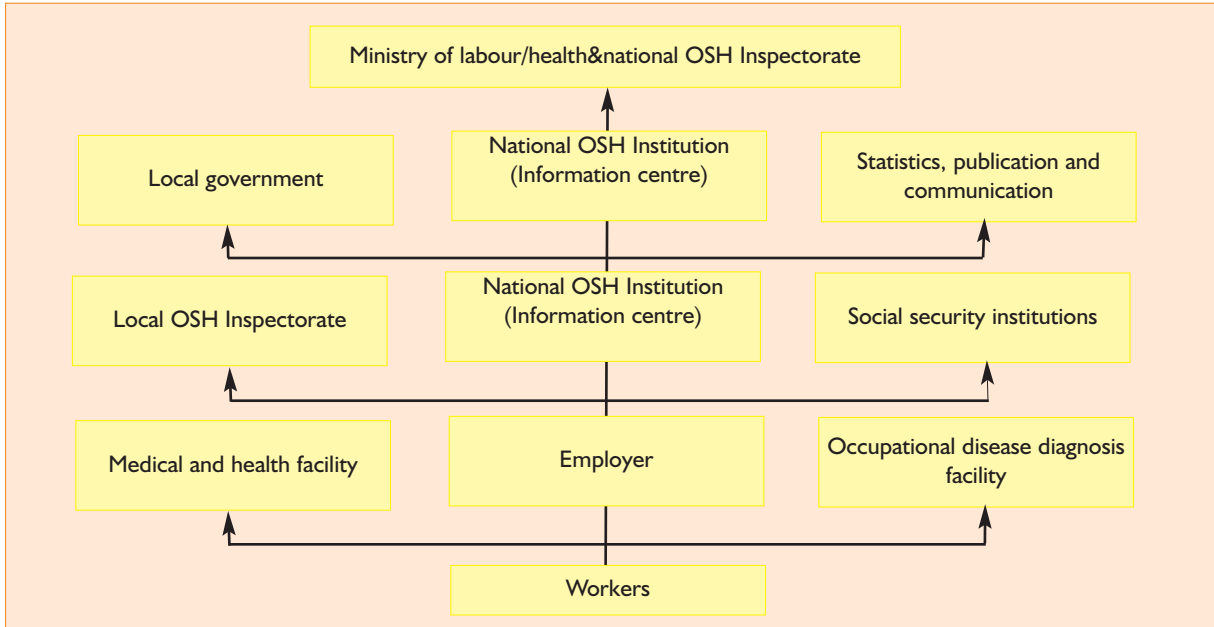 Ministry of labour/health&national OSH Inspectorate
Local government
National OSH Institution
(Information centre)
Statistics, publication and
communication
Local OSH Inspectorate
National OSH Institution
(Information centre)
Social security institutions
Medical and health facility
Employer
Occupational disease diagnosis
facility
Workers